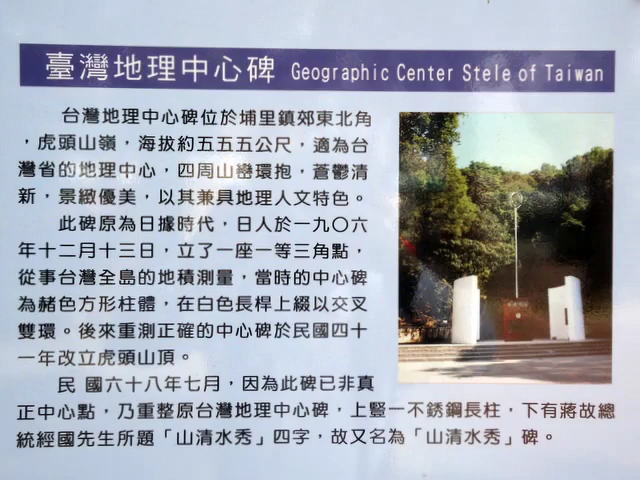 臺灣地理中心碑 Geographic Center Stele of Taiwan
台灣地理中心碑位於埔里鎮郊東北角
，虎頭山嶺，海拔約五五五公尺，適為台
灣省的地理中心，四周山巒環抱，蒼鬱清
新，景緻優美，以其兼具地理人文特色。
此碑原為日據時代，日人於一九〇六
年十二月十三日，立了一座一等三角點，
從事台灣全島的地積測量，當時的中心碑
為赭色方形柱體，在白色長桿上綴以交叉
雙環。後來重測正確的中心碑於民國四十
一年改立虎頭山頂。
民 國六十八年七月，因為此碑已非真
正中心點，乃重整原台灣地理中心碑，上豎一不銹鋼長柱，下有蔣故總
統經國先生所題「山清水秀」四字，故又名為「山清水秀」碑。